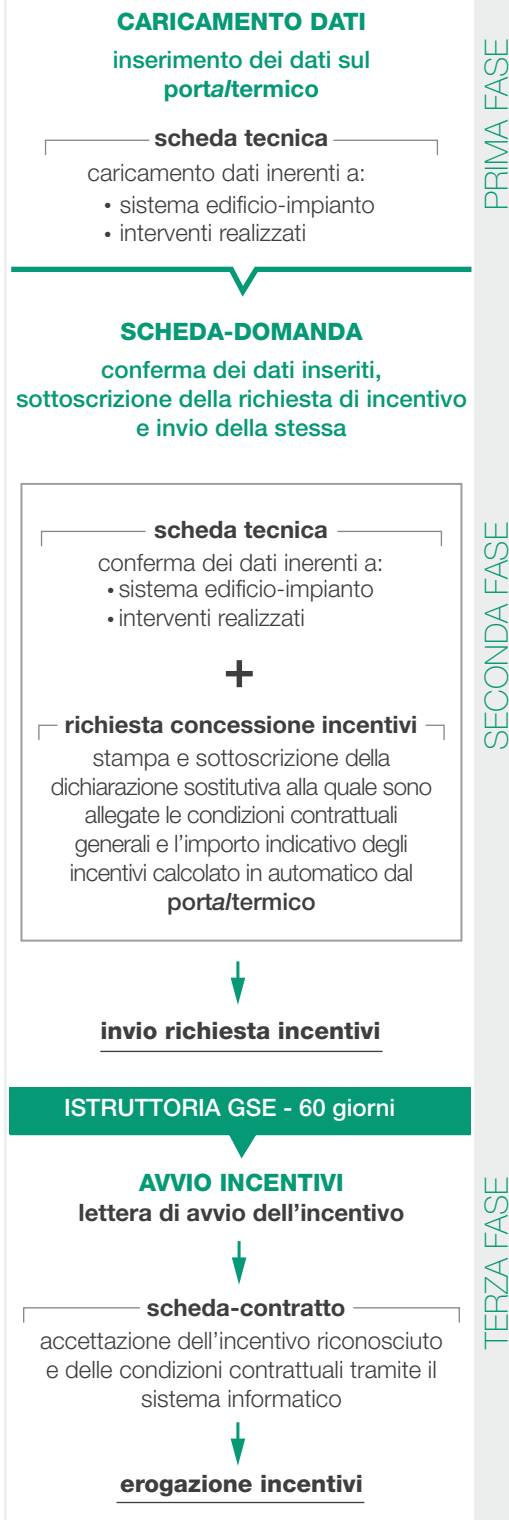 CARICAMENTO DATI
inserimento dei dati sul
portaltermico
scheda tecnica
caricamento dati inerenti a:
• sistema edificio-impianto
• interventi realizzati
PRIMA FASE
SCHEDA-DOMANDA
conferma dei dati inseriti,
sottoscrizione della richiesta di incentivo
e invio della stessa
scheda tecnica
conferma dei dati inerenti a:
• sistema edificio-impianto
• interventi realizzati
+
richiesta concessione incentivi
stampa e sottoscrizione della
dichiarazione sostitutiva alla quale sono
allegate le condizioni contrattuali
generali e l'importo indicativo degli
incentivi calcolato in automatico dal
portaltermico
invio richiesta incentivi
SECONDA FASE
ISTRUTTORIA GSE - 60 giorni
AVVIO INCENTIVI
lettera di avvio dell'incentivo
scheda-contratto
accettazione dell'incentivo riconosciuto
e delle condizioni contrattuali tramite il
sistema informatico
erogazione incentivi
TERZA FASE